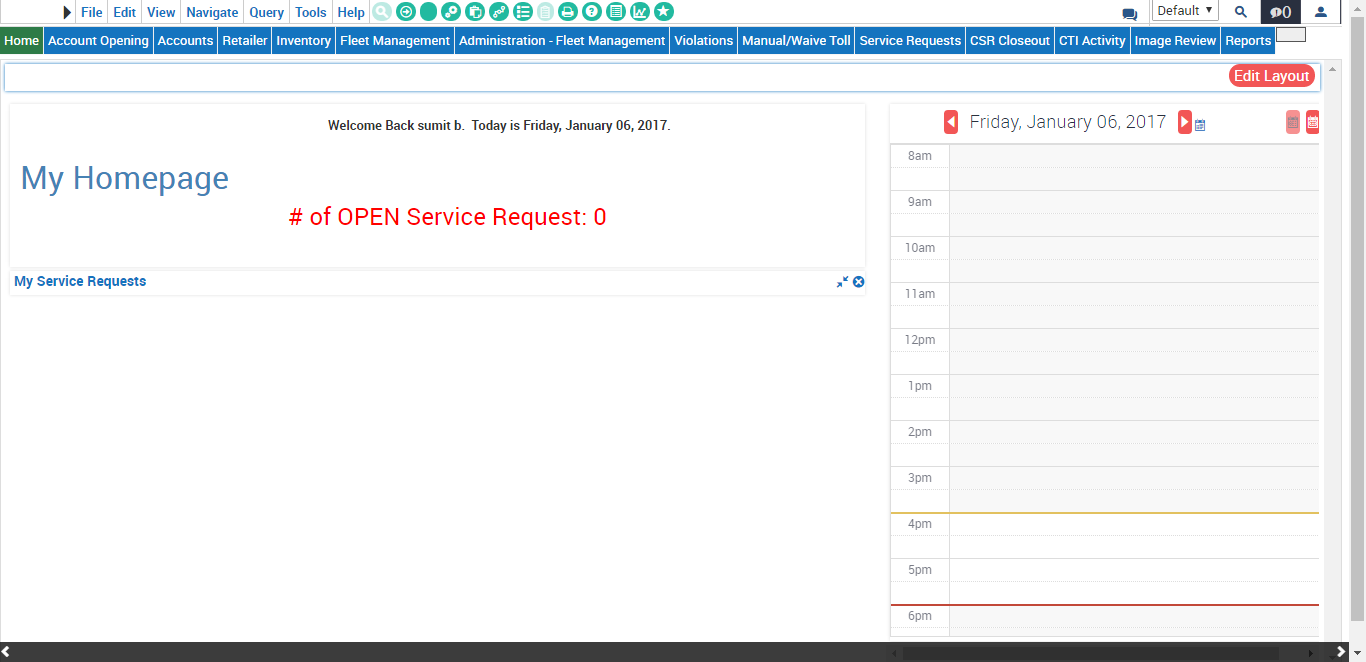 File Edit View Navigate Query Tools Help Default 0
Home Account Opening Accounts Retailer Inventory Fleet Management Administration - Fleet Management Violations Manual/Waive Toll Service Requests CSR Closeout CTI Activity Image Review Reports
Edit Layout
Welcome Back sumit b. Today is Friday, January 06, 2017.
My Homepage
# of OPEN Service Request: 0
My Service Requests
Friday, January 06, 2017
8am
9am
10am
11am
12pm
1pm
2pm
3pm
4pm
5pm
6pm